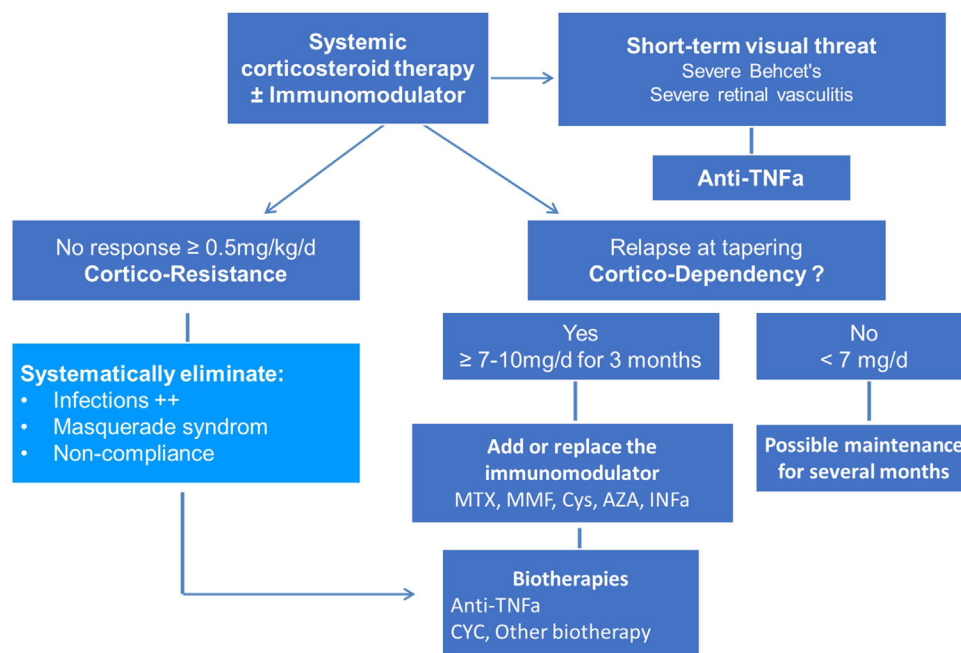 Systemic
corticosteroid therapy
± Immunomodulator
Short-term visual threat
Severe Behcet's
Severe retinal vasculitis
Anti-TNFa
No response ≥ 0.5mg/kg/d
Cortico-Resistance
Relapse at tapering
Cortico-Dependency ?
Systematically eliminate:
• Infections ++
• Masquerade syndrom
• Non-compliance
Yes
≥ 7-10mg/d for 3 months
No
< 7 mg/d
Add or replace the
immunomodulator
MTX, MMF, Cys, AZA, INFa
Possible maintenance
for several months
Biotherapies
Anti-TNFa
CYC, Other biotherapy